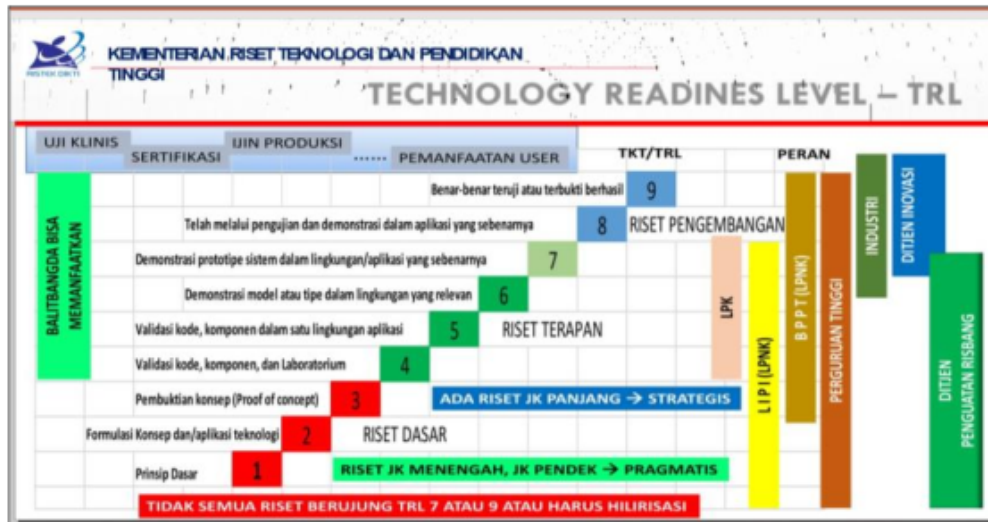 RISTEK DIKTI
KEMENTERIAN RISET TEKNOLOGI DAN PENDIDIKAN
TINGGI
TECHNOLOGY READINES LEVEL – TRL
UJI KLINIS
SERTIFIKASI
IJIN PRODUKSI
......
PEMANFAATAN USER
TKT/TRL
PERAN
BALITBANGDA BISA
MEMANFAATKAN
Benar-benar teruji atau terbukti berhasil 9
Telah melalui pengujian dan demonstrasi dalam aplikasi yang sebenarnya 8 RISET PENGEMBANGAN
Demonstrasi prototipe sistem dalam lingkungan/aplikasi yang sebenarnya 7
Demonstrasi model atau tipe dalam lingkungan yang relevan 6
Validasi kode, komponen dalam satu lingkungan aplikasi 5 RISET TERAPAN
Validasi kode, komponen, dan Laboratorium 4
Pembuktian konsep (Proof of concept) 3 ADA RISET JK PANJANG → STRATEGIS
Formulasi Konsep dan/aplikasi teknologi 2 RISET DASAR
Prinsip Dasar 1 RISET JK MENENGAH, JK PENDEK → PRAGMATIS
TIDAK SEMUA RISET BERUJUNG TRL 7 ATAU 9 ATAU HARUS HILIRISASI
LPK
LIPI (LPNK)
BPPT (LPNK)
PERGURUAN TINGGI
INDUSTRI
DITJEN INOVASI
DITJEN
PENGUATAN RISBANG